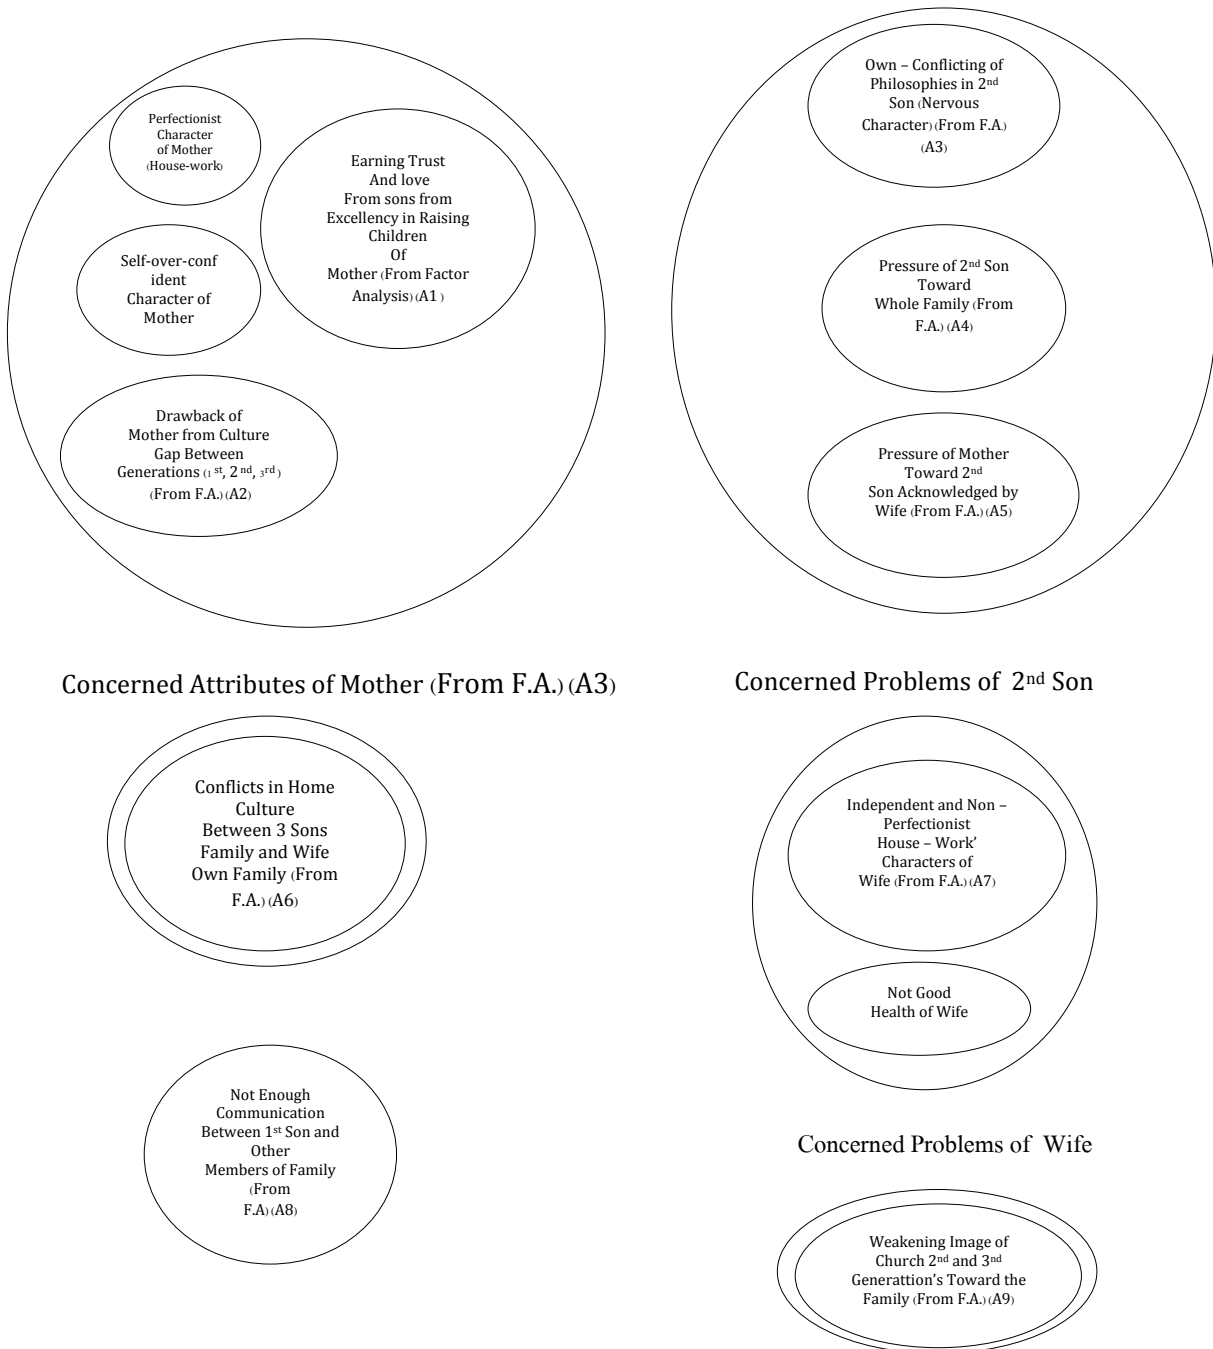 Perfectionist
Character
of Mother
(House-work)
Earning Trust
And love
From sons from
Excellency in Raising
Children
Of
Mother (From Factor
Analysis) (A1 )
Self-over-conf
ident
Character of
Mother
Drawback of
Mother from Culture
Gap Between
Generations (1 st, 2 nd, 3rd)
(From F.A.) (A2)
Own – Conflicting of
Philosophies in 2nd
Son (Nervous
Character) (From F.A.)
(A3)
Pressure of 2nd Son
Toward
Whole Family (From
F.A.) (A4)
Pressure of Mother
Toward 2nd
Son Acknowledged by
Wife (From F.A.) (A5)
Concerned Attributes of Mother (From F.A.) (A3)
Concerned Problems of 2nd Son
Conflicts in Home
Culture
Between 3 Sons
Family and Wife
Own Family (From
F.A.) (A6)
Independent and Non –
Perfectionist
House – Work’
Characters of
Wife (From F.A.) (A7)
Not Good
Health of Wife
Not Enough
Communication
Between 1st Son and
Other
Members of Family
(From
F.A) (A8)
Concerned Problems of Wife
Weakening Image of
Church 2nd and 3nd
Generattion’s Toward the
Family (From F.A.) (A9)